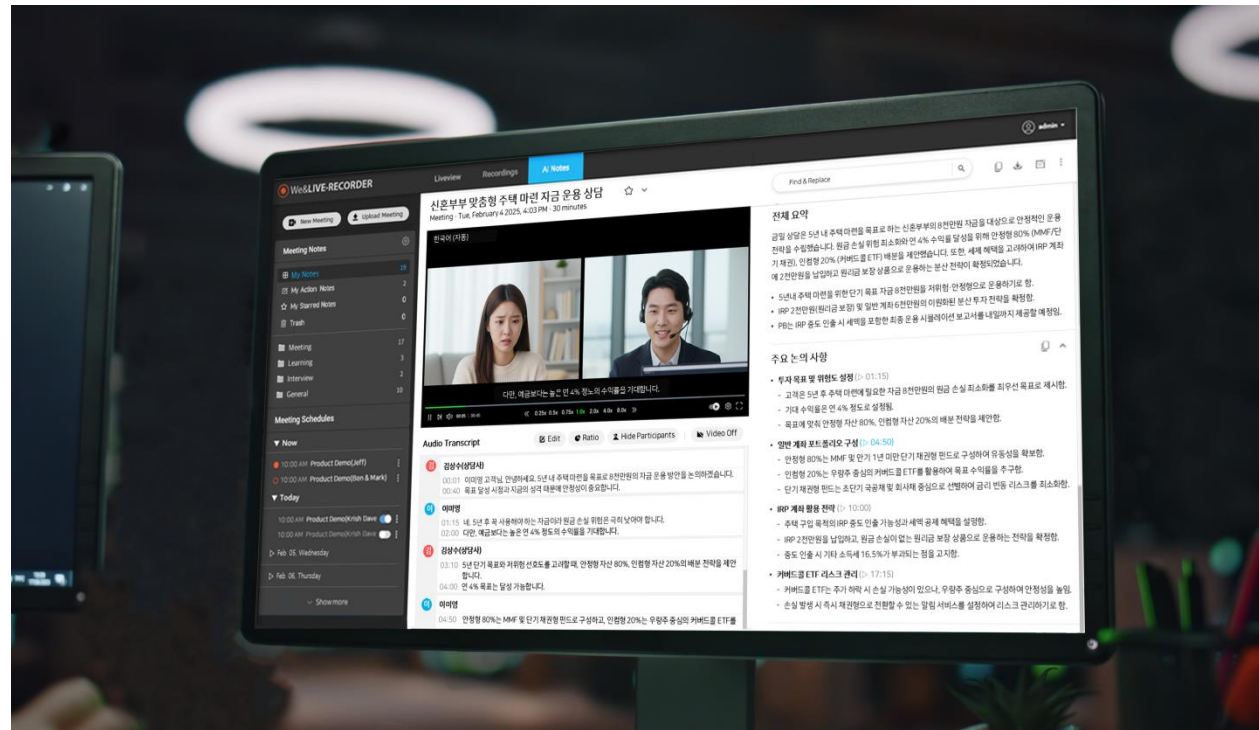 We&LIVE-RECORDER
Liveview
Recordings
AI Notes
admin
New Meeting
Upload Meeting
Meeting Notes
My Notes 19
My Action Notes 2
My Starred Notes 0
Trash 0
Meeting 17
Learning 3
Interview 2
General 10
Meeting Schedules
Now
10:00 AM Product Demo(Jeff)
10:00 AM Product Demo(Ben & Mark)
Today
10:00 AM Product Demo(Krish Dave
10:00 AM Product Demo(Krish Dave
Feb 05, Wednesday
Feb 06, Thursday
Show more
신혼부부 맞춤형 주택 마련 자금 운용 상담
Meeting - Tue, February 4 2025, 4:03 PM - 30 minutes
한국어 (자동)
다만, 예금보다는 높은 연 4% 정도의 수익률을 기대합니다.
0.25x 0.5x 0.75x 1.0x 2.0x 4.0x 8.0x
Audio Transcript
Edit
Ratio
Hide Participants
Video Off
김 김상수(상담사)
00:01 이미영 고객님, 안녕하세요. 5년 내 주택 마련을 목표로 8천만원의 자금 운용 방안을 논의하겠습니다.
00:40 목표 달성 시점과 자금의 성격 때문에 안정성이 중요합니다.
이 이미영
01:15 네, 5년 후 꼭 사용해야 하는 자금이라 원금 손실 위험은 극히 낮아야 합니다.
02:00 다만, 예금보다는 높은 연 4% 정도의 수익률을 기대합니다.
김 김상수(상담사)
03:10 5년 단기 목표와 저위험 선호도를 고려할 때, 안정형 자산 80%, 인컴형 자산 20%의 배분 전략을 제안
합니다.
04:00 연 4% 목표는 달성 가능합니다.
이 이미영
04:50 안정형 80%는 MMF 및 단기 채권형 펀드로 구성하고, 인컴형 20%는 우량주 중심의 커버드콜 ETF를
Find & Replace
전체 요약
금일 상담은 5년 내 주택 마련을 목표로 하는 신혼부부의 8천만원 자금을 대상으로 안정적인 운용
전략을 수립했습니다. 원금 손실 위험 최소화와 연 4% 수익률 달성을 위해 안정형 80% (MMF/단
기 채권), 인컴형 20% (커버드콜 ETF) 배분을 제안했습니다. 또한, 세제 혜택을 고려하여 IRP 계좌
에 2천만원을 납입하고 원리금 보장 상품으로 운용하는 분산 전략이 확정되었습니다.
• 5년내 주택 마련을 위한 단기 목표 자금 8천만원을 저위험·안정형으로 운용하기로 함.
• IRP 2천만원(원리금 보장) 및 일반 계좌 6천만원의 이원화된 분산 투자 전략을 확정함.
• PB는 IRP 중도 인출 시 세액을 포함한 최종 운용 시뮬레이션 보고서를 내일까지 제공할 예정임.
주요 논의 사항
• 투자 목표 및 위험도 설정 (▷ 01:15)
- 고객은 5년 후 주택 마련에 필요한 자금 8천만원의 원금 손실 최소화를 최우선 목표로 제시함.
- 기대 수익률은 연 4% 정도로 설정됨.
- 목표에 맞춰 안정형 자산 80%, 인컴형 자산 20%의 배분 전략을 제안함.
• 일반 계좌 포트폴리오 구성 (▷ 04:50)
- 안정형 80%는 MMF 및 만기 1년 미만 단기 채권형 펀드로 구성하여 유동성을 확보함.
- 인컴형 20%는 우량주 중심의 커버드콜 ETF를 활용하여 목표 수익률을 추구함.
- 단기 채권형 펀드는 초단기 국공채 및 회사채 중심으로 선별하여 금리 변동 리스크를 최소화함.
• IRP 계좌 활용 전략 (▷ 10:00)
- 주택 구입 목적의 IRP 중도 인출 가능성과 세액 공제 혜택을 설명함.
- IRP 2천만원을 납입하고, 원금 손실이 없는 원리금 보장 상품으로 운용하는 전략을 확정함.
- 중도 인출 시 기타 소득세 16.5%가 부과되는 점을 고지함.
• 커버드콜 ETF 리스크 관리 (▷ 17:15)
- 커버드콜 ETF는 주가 하락 시 손실 가능성이 있으나, 우량주 중심으로 구성하여 안정성을 높임.
- 손실 발생 시 즉시 채권형으로 전환할 수 있는 알림 서비스를 설정하여 리스크 관리하기로 함.